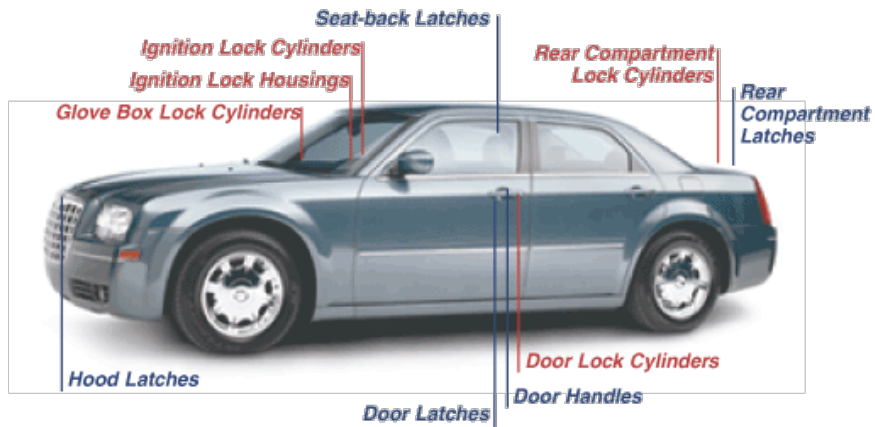 Seat-back Latches
Ignition Lock Cylinders
Ignition Lock Housings
Glove Box Lock Cylinders
Rear Compartment
Lock Cylinders
Rear
Compartment
Latches
Door Lock Cylinders
Hood Latches
Door Handles
Door Latches